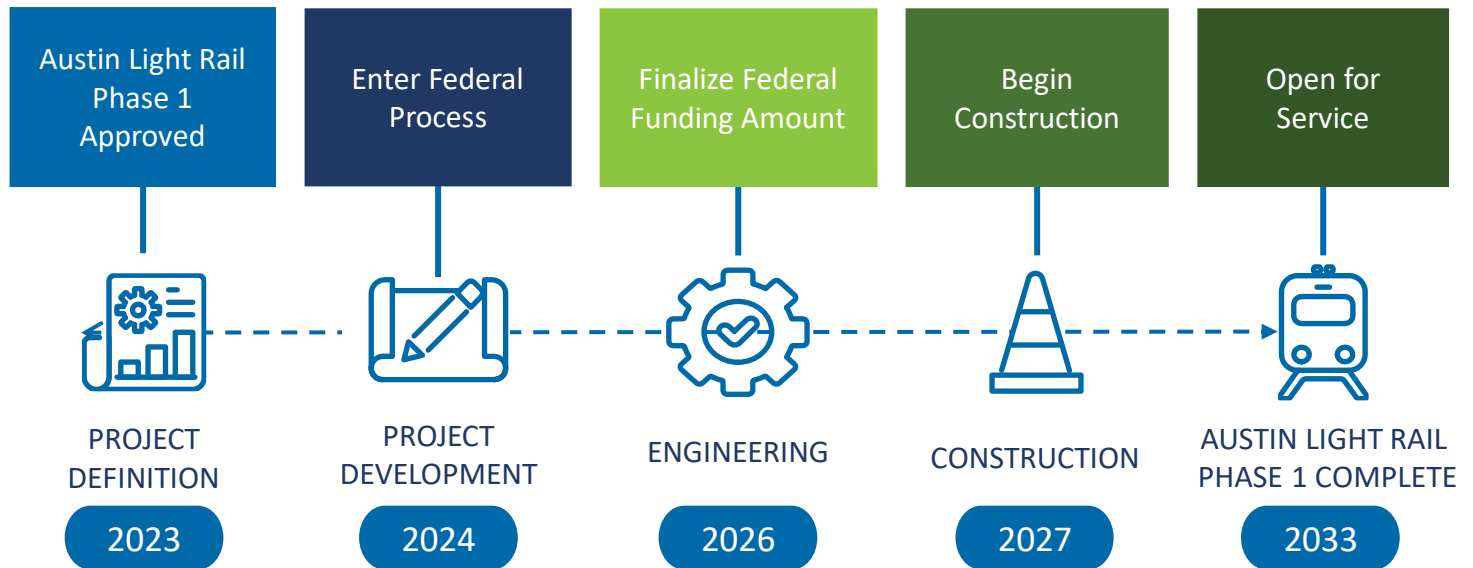 Austin Light Rail
Phase 1
Approved
Enter Federal
Process
Finalize Federal
Funding Amount
Begin
Construction
Open for
Service
PROJECT
DEFINITION
PROJECT
DEVELOPMENT
ENGINEERING
CONSTRUCTION
AUSTIN LIGHT RAIL
PHASE 1 COMPLETE
2023
2024
2026
2027
2033